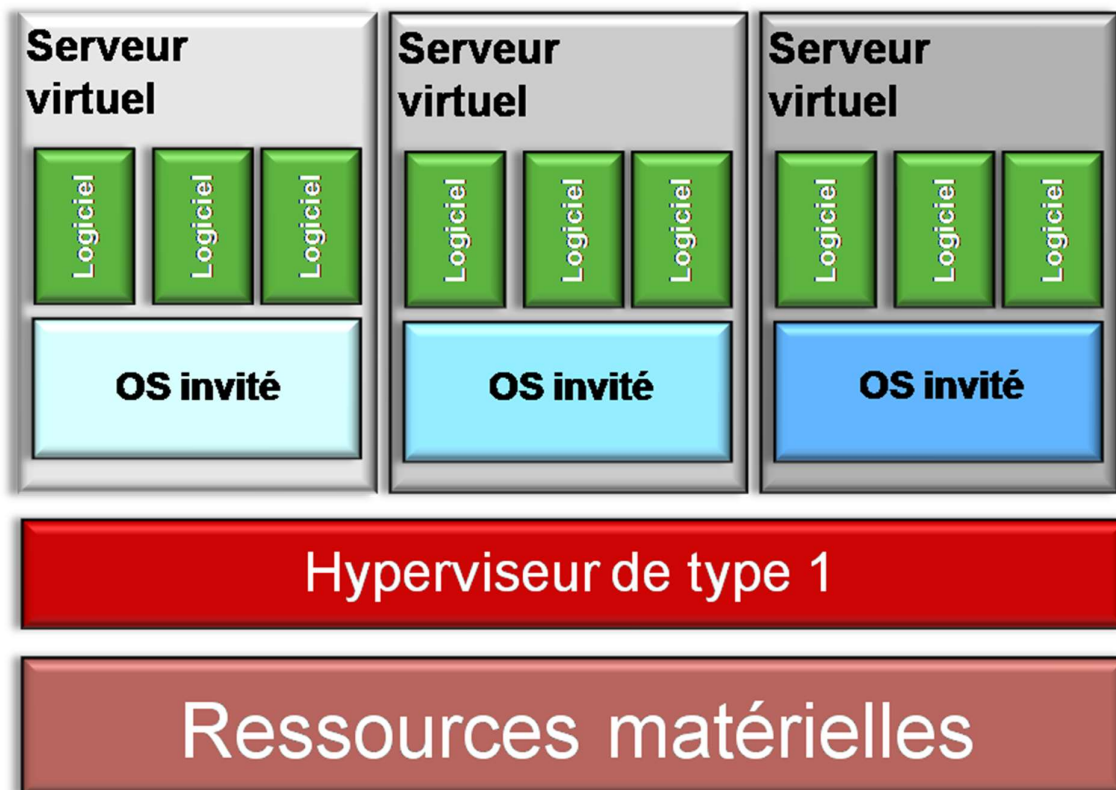 Serveur
virtuel
Logiciel
Logiciel
Logiciel
OS invité
Serveur
virtuel
Logiciel
Logiciel
Logiciel
OS invité
Serveur
virtuel
Logiciel
Logiciel
Logiciel
OS invité
Hyperviseur de type 1
Ressources matérielles